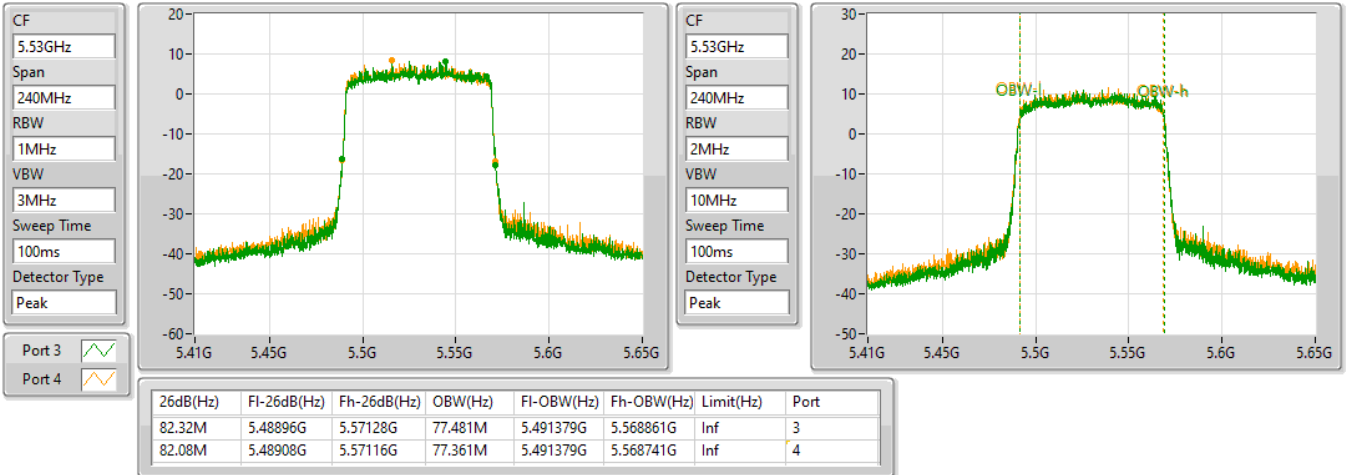 CF
5.53GHz
Span
240MHz
RBW
1MHz
VBW
3MHz
Sweep Time
100ms
Detector Type
Peak
20-
10-
0-
-10-
-20-
-30-
-40-
-50-
-60-
5.41G 5.45G 5.5G 5.55G 5.6G 5.65G
CF
5.53GHz
Span
240MHz
RBW
2MHz
VBW
10MHz
Sweep Time
100ms
Detector Type
Peak
30-
20-
10-
0-
-10-
-20-
-30-
-40-
-50-
OBW-l OBW-h
5.41G 5.45G 5.5G 5.55G 5.6G 5.65G
Port 3
Port 4
26dB(Hz) Fl-26dB(Hz) Fh-26dB(Hz) OBW(Hz) Fl-OBW(Hz) Fh-OBW(Hz) Limit(Hz) Port
82.32M 5.48896G 5.57128G 77.481M 5.491379G 5.568861G Inf 3
82.08M 5.48908G 5.57116G 77.361M 5.491379G 5.568741G Inf 4